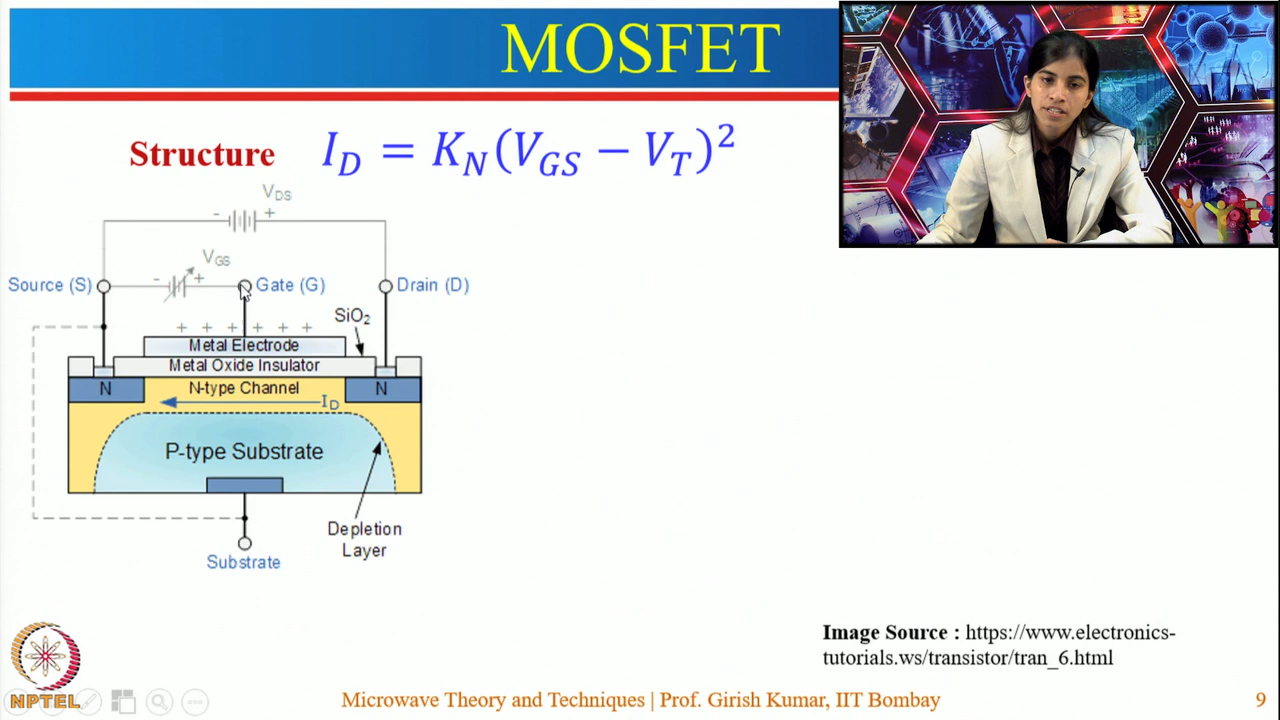 MOSFET
Structure
I_D = K_N(V_GS − V_T)²
V_DS
- +
V_GS
- +
Source (S)
Gate (G)
Drain (D)
SiO₂
+ + + + + +
Metal Electrode
Metal Oxide Insulator
N
N-type Channel
N
I_D
P-type Substrate
Depletion
Layer
Substrate
Image Source : https://www.electronics-
tutorials.ws/transistor/tran_6.html
NPTEL
Microwave Theory and Techniques | Prof. Girish Kumar, IIT Bombay
9